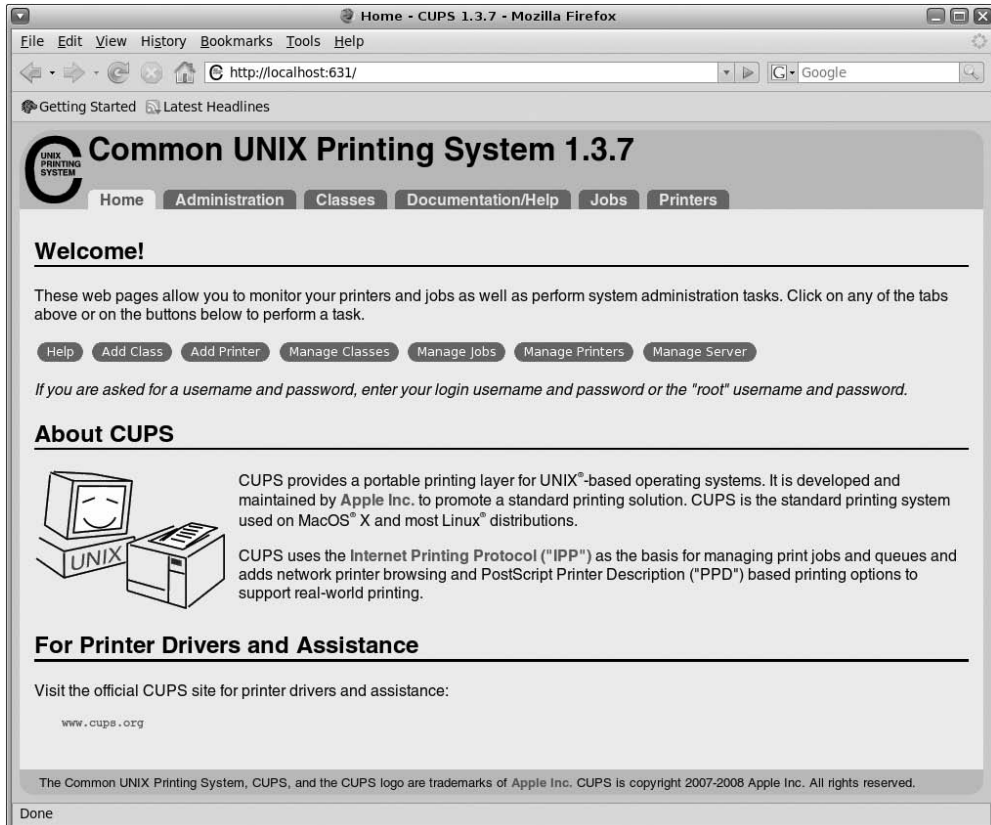 Home - CUPS 1.3.7 - Mozilla Firefox
File Edit View History Bookmarks Tools Help
http://localhost:631/
G Google
Getting Started Latest Headlines
UNIX
PRINTING
SYSTEM
Common UNIX Printing System 1.3.7
Home Administration Classes Documentation/Help Jobs Printers
Welcome!
These web pages allow you to monitor your printers and jobs as well as perform system administration tasks. Click on any of the tabs
above or on the buttons below to perform a task.
Help Add Class Add Printer Manage Classes Manage Jobs Manage Printers Manage Server
If you are asked for a username and password, enter your login username and password or the "root" username and password.
About CUPS
UNIX
CUPS provides a portable printing layer for UNIX®-based operating systems. It is developed and
maintained by Apple Inc. to promote a standard printing solution. CUPS is the standard printing system
used on MacOS® X and most Linux® distributions.
CUPS uses the Internet Printing Protocol ("IPP") as the basis for managing print jobs and queues and
adds network printer browsing and PostScript Printer Description ("PPD") based printing options to
support real-world printing.
For Printer Drivers and Assistance
Visit the official CUPS site for printer drivers and assistance:
www.cups.org
The Common UNIX Printing System, CUPS, and the CUPS logo are trademarks of Apple Inc. CUPS is copyright 2007-2008 Apple Inc. All rights reserved.
Done